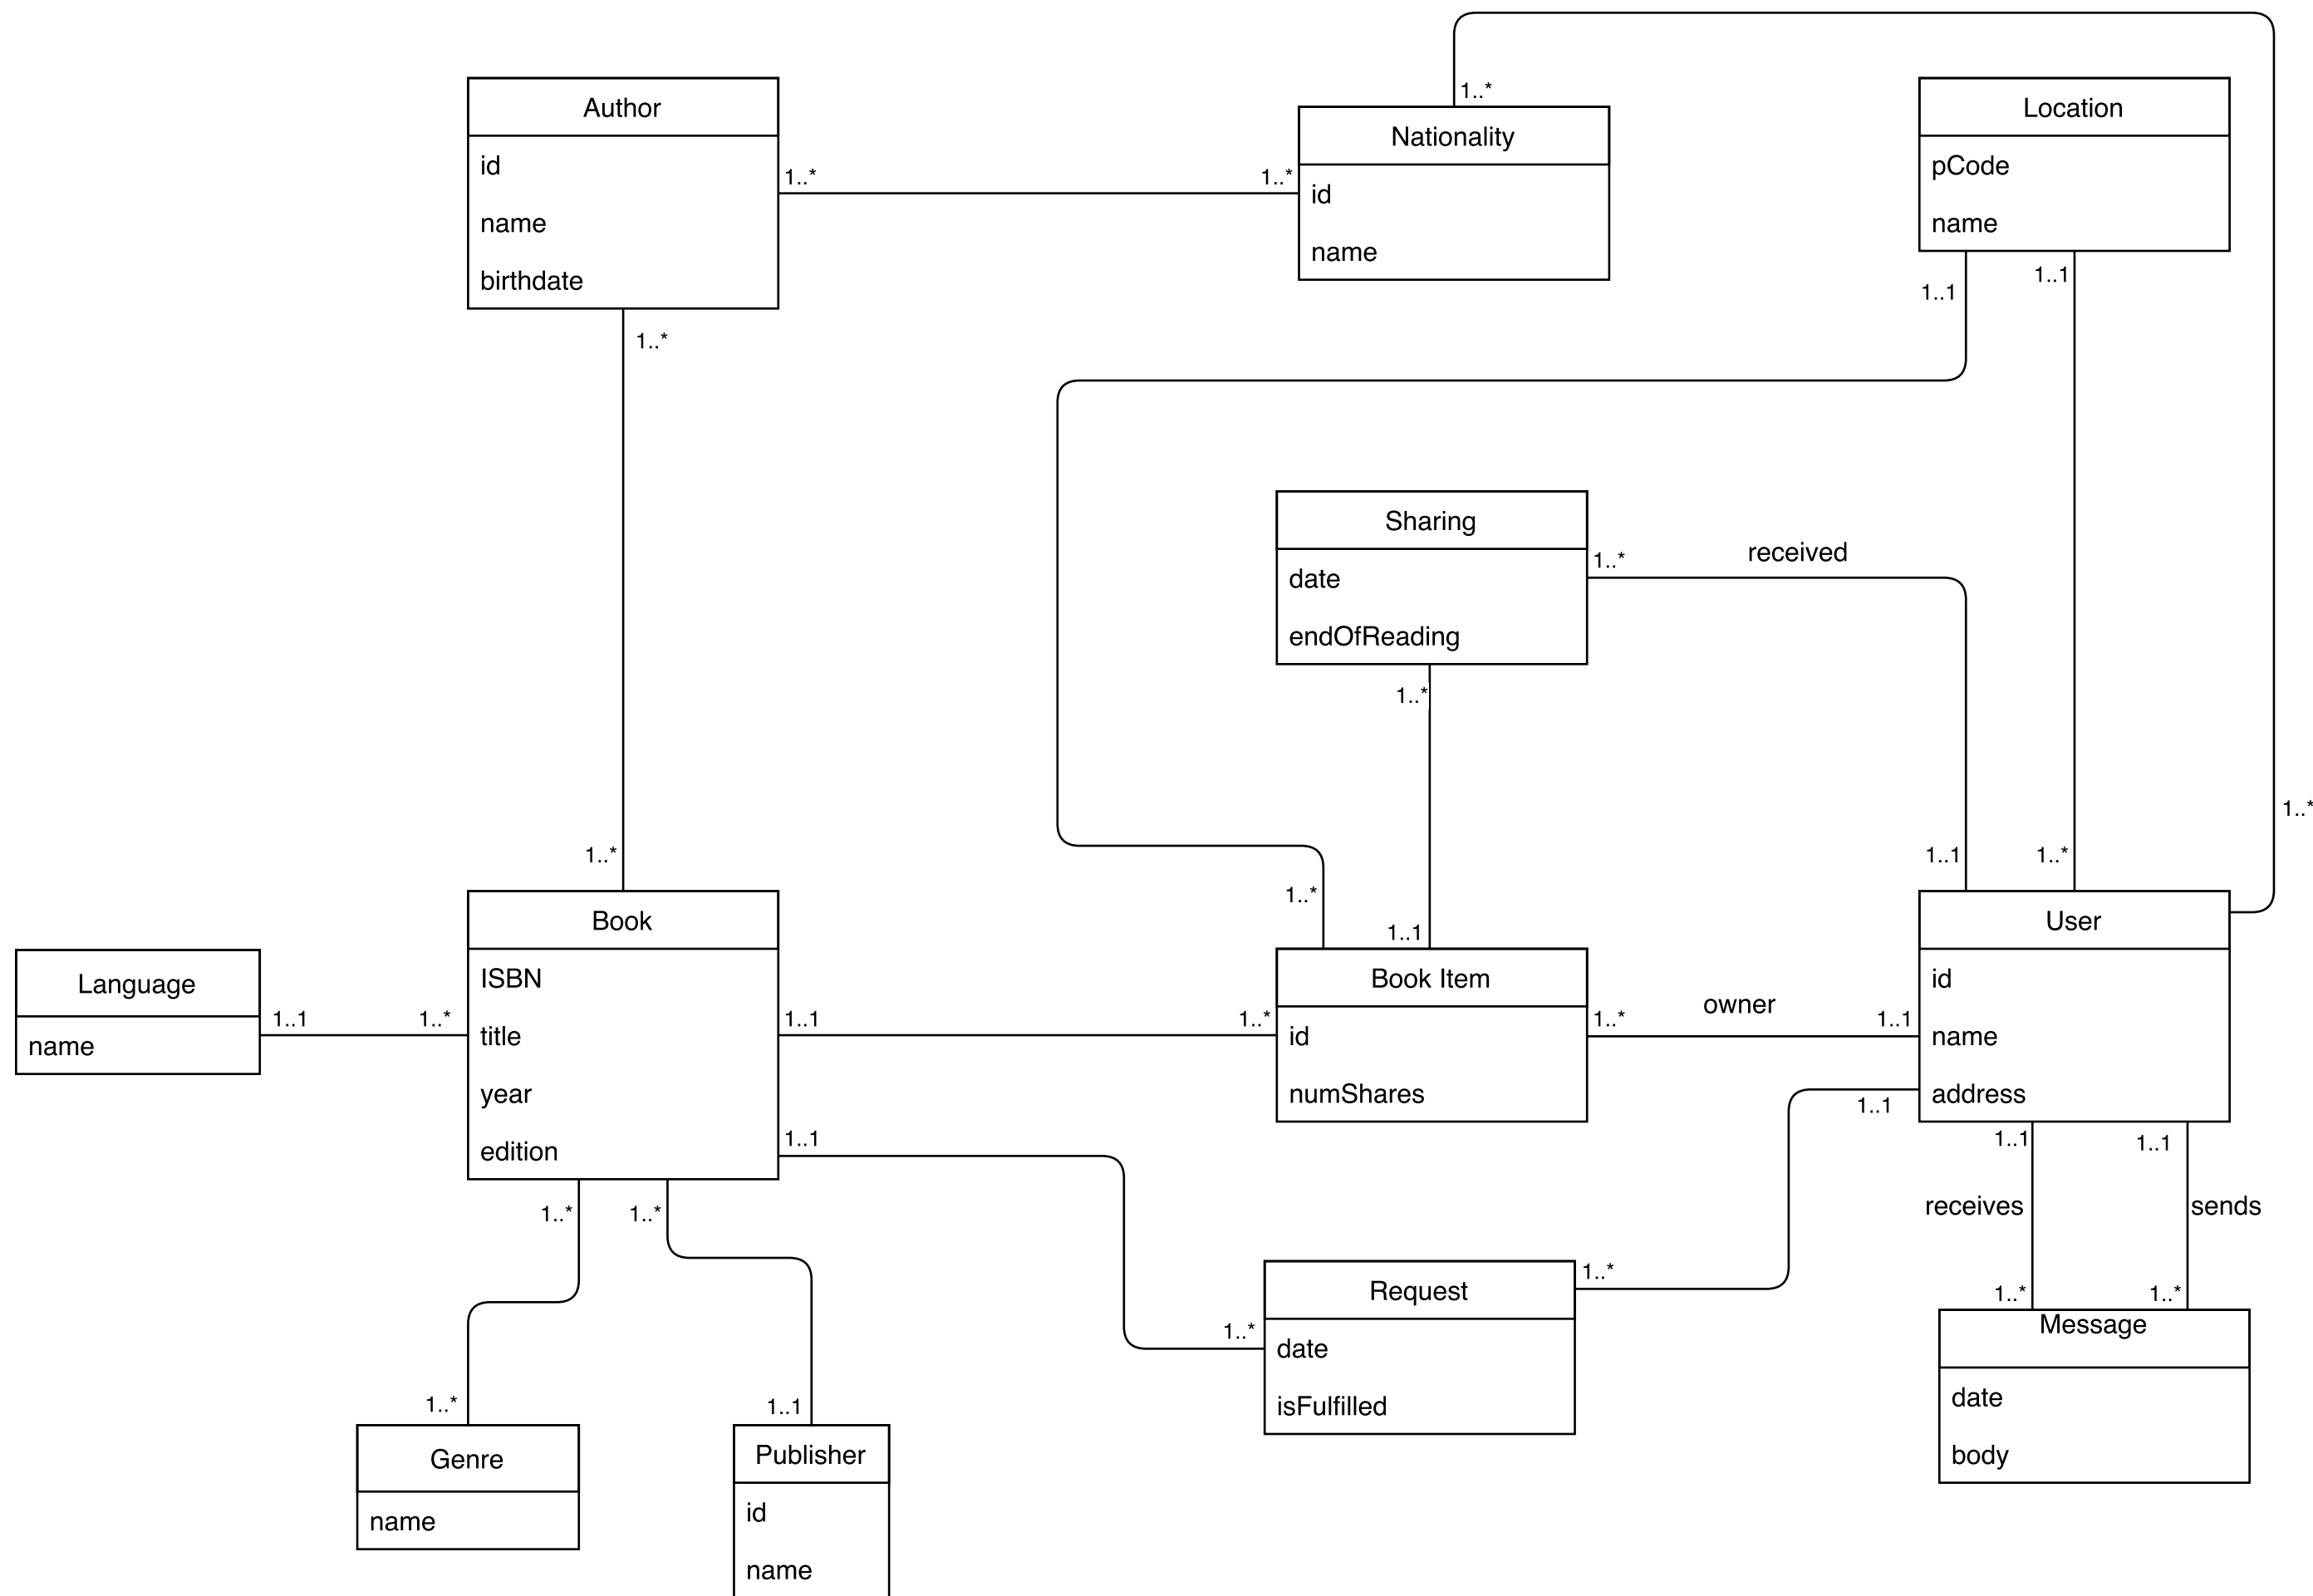 1..*
Author
id
name
birthdate
1..*
1..*
Nationality
id
name
Location
pCode
name
1..1
1..1
1..*
Sharing
date
endOfReading
1..*
received
1..*
1..*
1..*
1..*
1..1
1..*
1..1
Book
ISBN
title
year
edition
Language
name
1..1
1..*
1..1
1..*
Book Item
id
numShares
1..*
owner
1..1
User
id
name
address
1..1
1..1
1..*
1..*
1..1
1..1
receives
sends
1..*
1..*
1..*
1..*
Request
date
isFulfilled
Message
date
body
1..*
1..1
Genre
name
Publisher
id
name